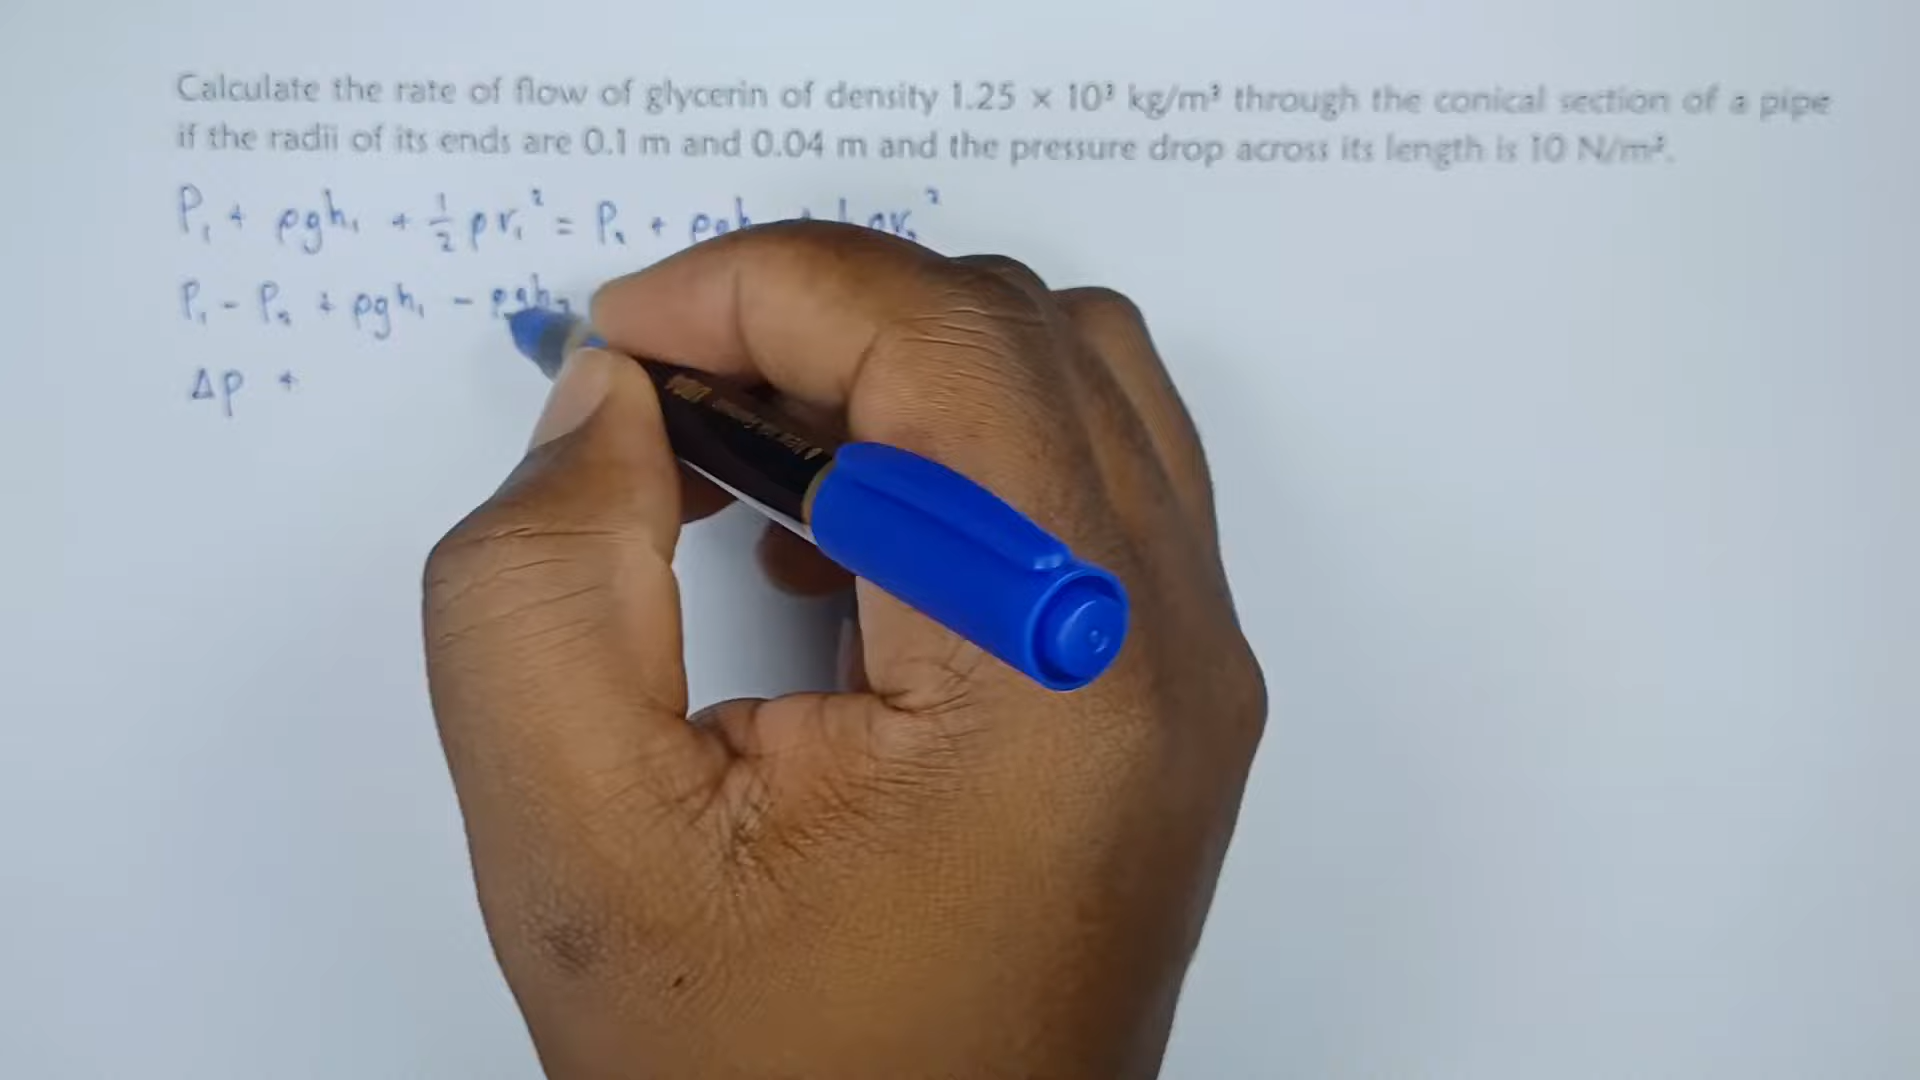 Calculate the rate of flow of glycerin of density 1.25 × 10³ kg/m³ through the conical section of a pipe
if the radii of its ends are 0.1 m and 0.04 m and the pressure drop across its length is 10 N/m².
P₁ + ρgh₁ + ½ρv₁² = P₂ + ρgh
P₁ - P₂ + ρgh₁ - ρgh₂
Δp +